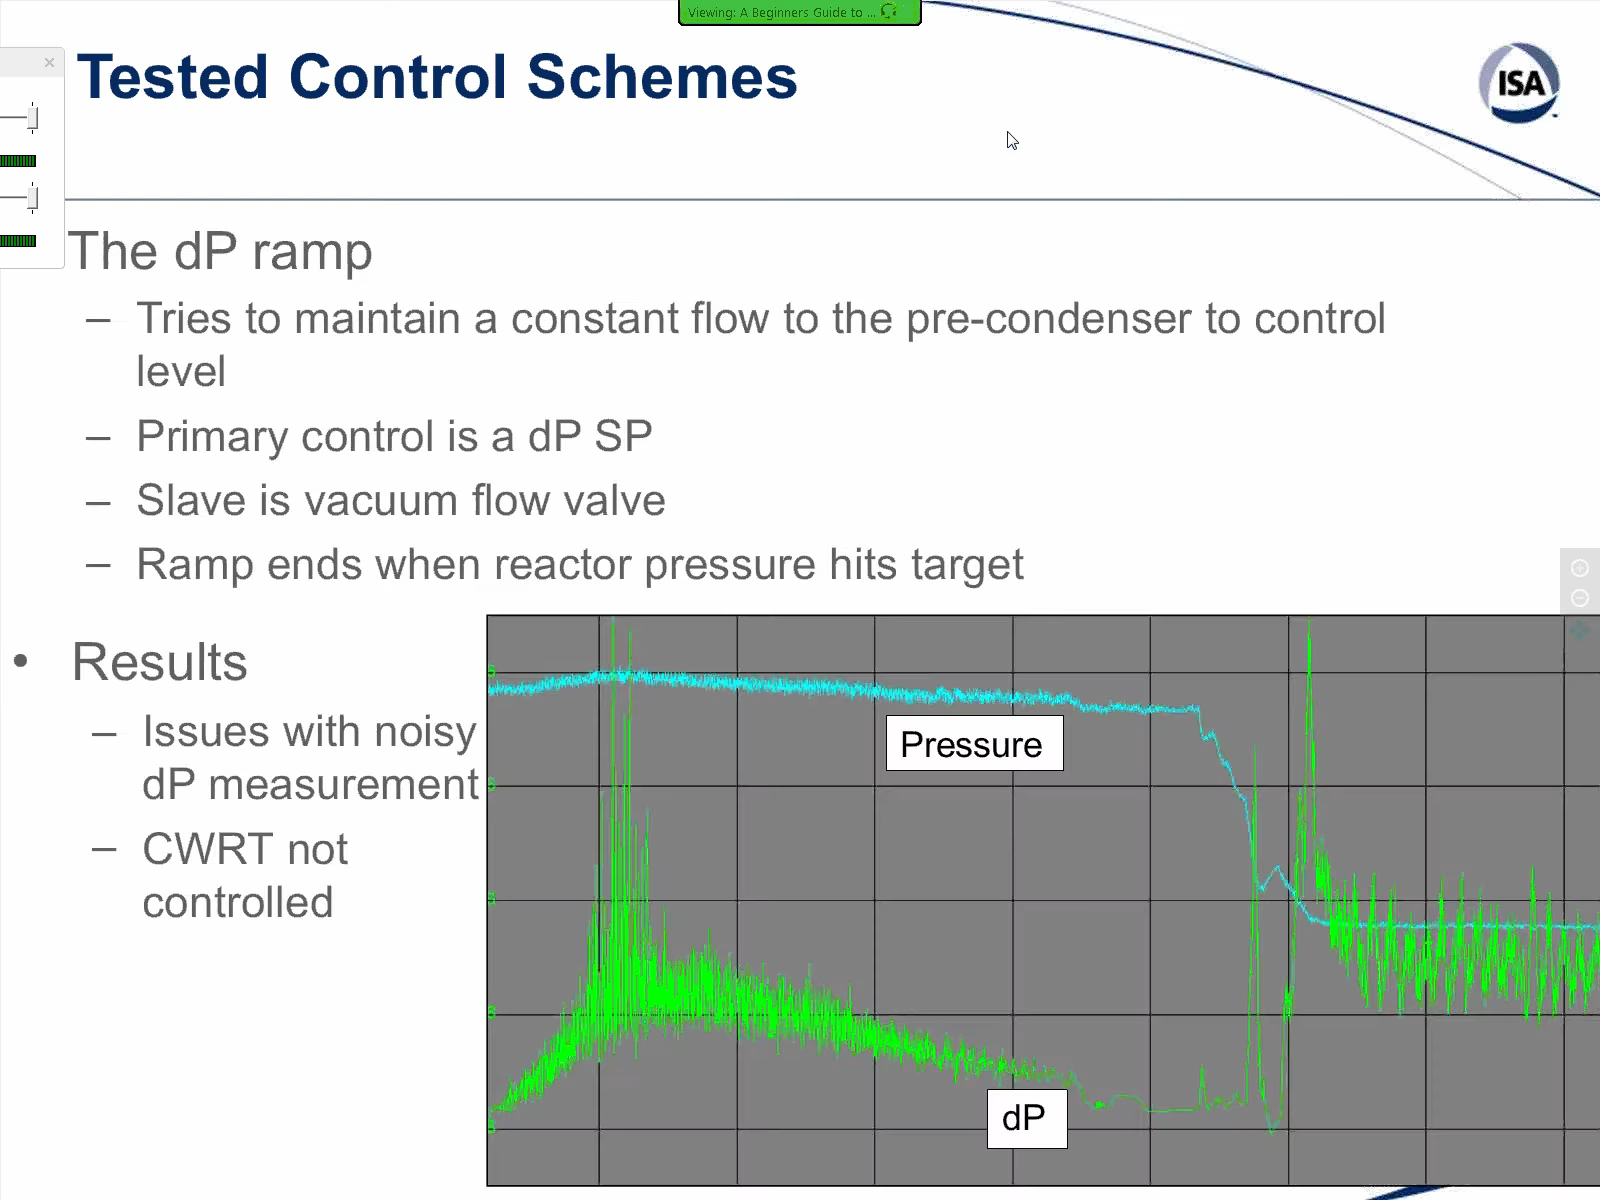 Viewing: A Beginners Guide to ...
Tested Control Schemes
ISA
The dP ramp
– Tries to maintain a constant flow to the pre-condenser to control
level
– Primary control is a dP SP
– Slave is vacuum flow valve
– Ramp ends when reactor pressure hits target
• Results
– Issues with noisy
dP measurement
– CWRT not
controlled
Pressure
dP